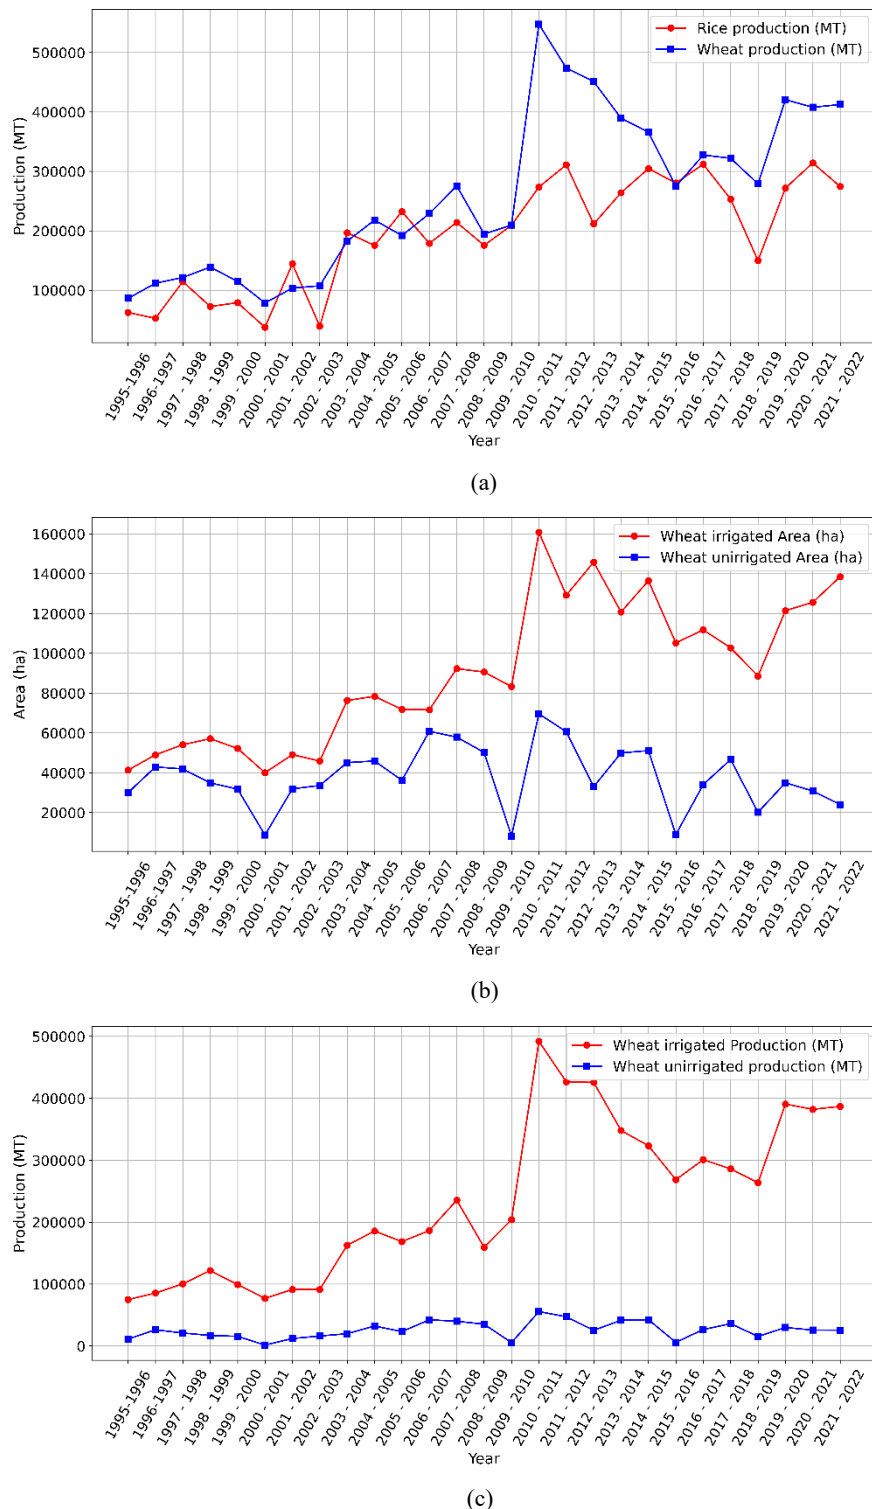 Rice production (MT)
Wheat production (MT)
500000
400000
300000
200000
100000
Production (MT)
1995-1996
1996-1997
1997 - 1998
1998 - 1999
1999 - 2000
2000 - 2001
2001 - 2002
2002 - 2003
2003 - 2004
2004 - 2005
2005 - 2006
2006 - 2007
2007 - 2008
2008 - 2009
2009 - 2010
2010 - 2011
2011 - 2012
2012 - 2013
2013 - 2014
2014 - 2015
2015 - 2016
2016 - 2017
2017 - 2018
2018 - 2019
2019 - 2020
2020 - 2021
2021 - 2022
Year
(a)
Wheat irrigated Area (ha)
Wheat unirrigated Area (ha)
160000
140000
120000
100000
80000
60000
40000
20000
Area (ha)
1995-1996
1996-1997
1997 - 1998
1998 - 1999
1999 - 2000
2000 - 2001
2001 - 2002
2002 - 2003
2003 - 2004
2004 - 2005
2005 - 2006
2006 - 2007
2007 - 2008
2008 - 2009
2009 - 2010
2010 - 2011
2011 - 2012
2012 - 2013
2013 - 2014
2014 - 2015
2015 - 2016
2016 - 2017
2017 - 2018
2018 - 2019
2019 - 2020
2020 - 2021
2021 - 2022
Year
(b)
Wheat irrigated Production (MT)
Wheat unirrigated production (MT)
500000
400000
300000
200000
100000
0
Production (MT)
1995-1996
1996-1997
1997 - 1998
1998 - 1999
1999 - 2000
2000 - 2001
2001 - 2002
2002 - 2003
2003 - 2004
2004 - 2005
2005 - 2006
2006 - 2007
2007 - 2008
2008 - 2009
2009 - 2010
2010 - 2011
2011 - 2012
2012 - 2013
2013 - 2014
2014 - 2015
2015 - 2016
2016 - 2017
2017 - 2018
2018 - 2019
2019 - 2020
2020 - 2021
2021 - 2022
Year
(c)